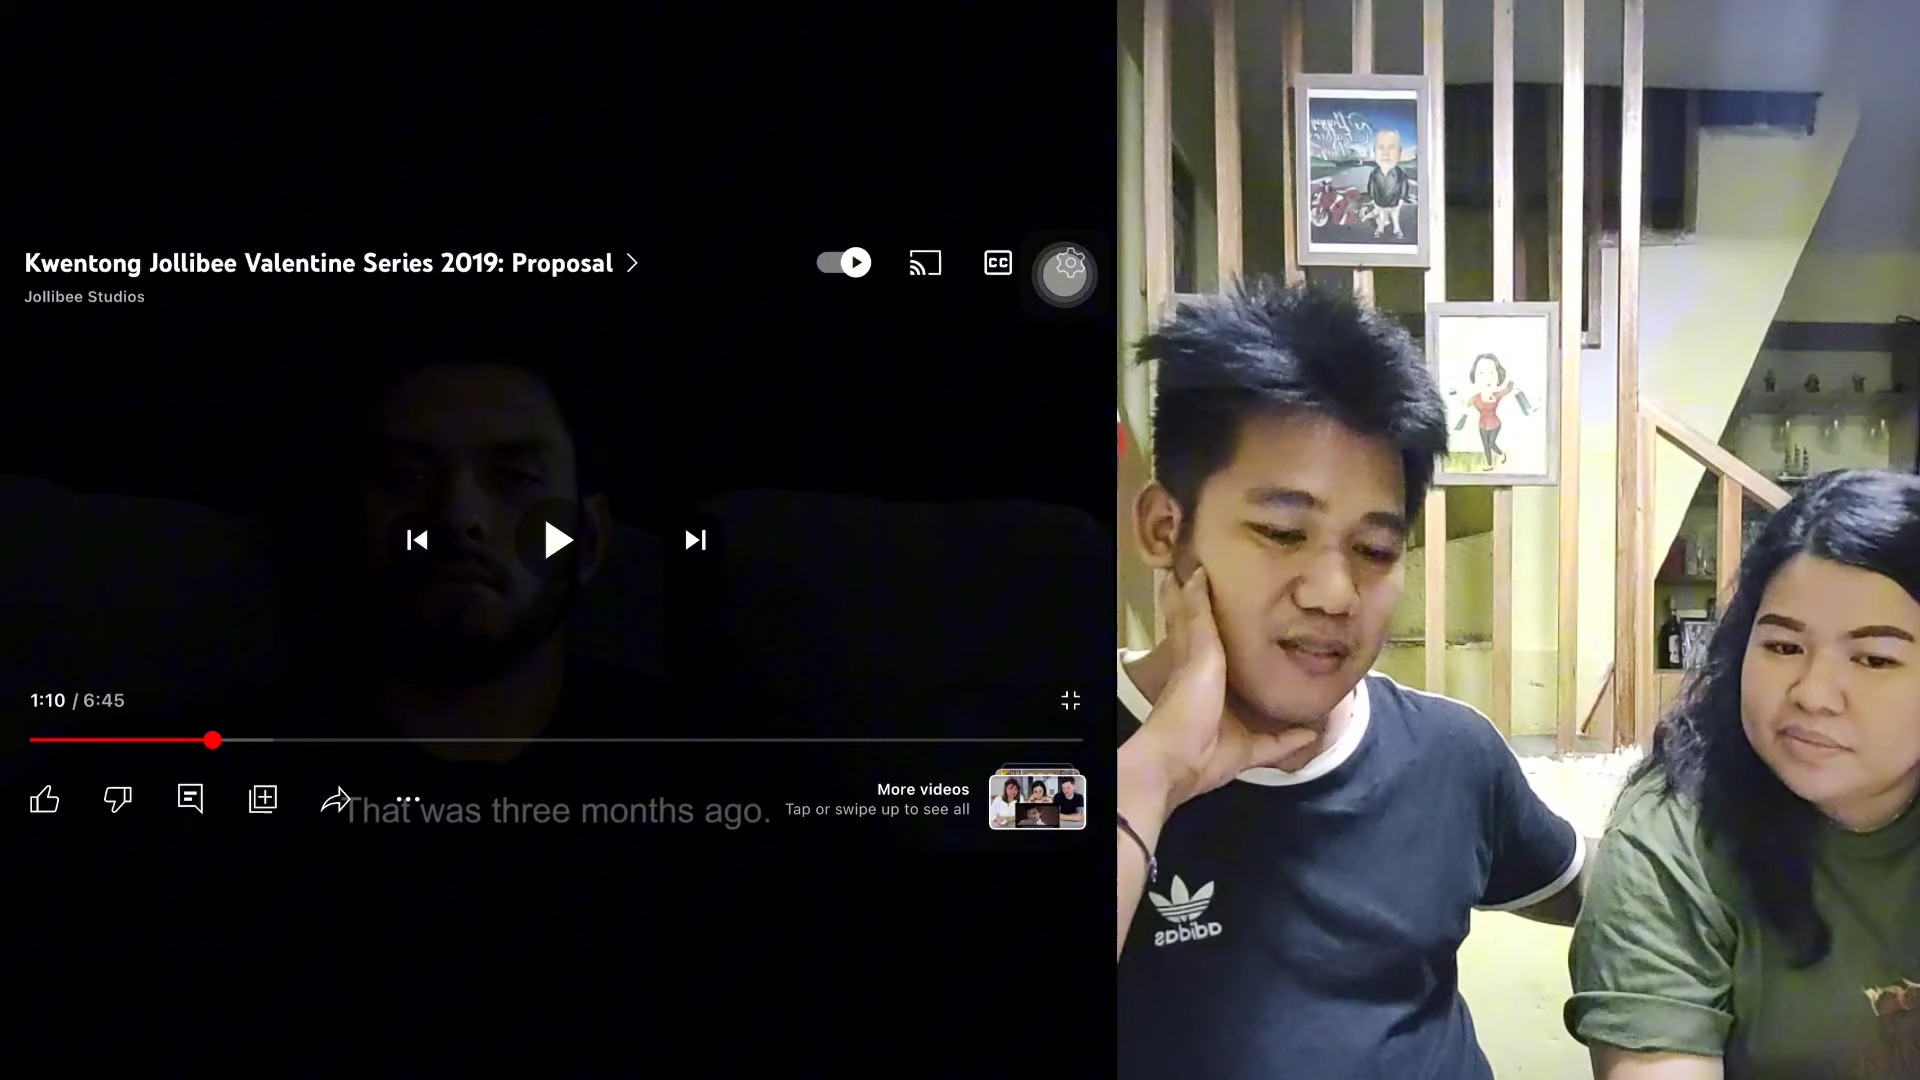 Kwentong Jollibee Valentine Series 2019: Proposal
Jollibee Studios
CC
1:10 / 6:45
More videos
Tap or swipe up to see all
That was three months ago.
adidas